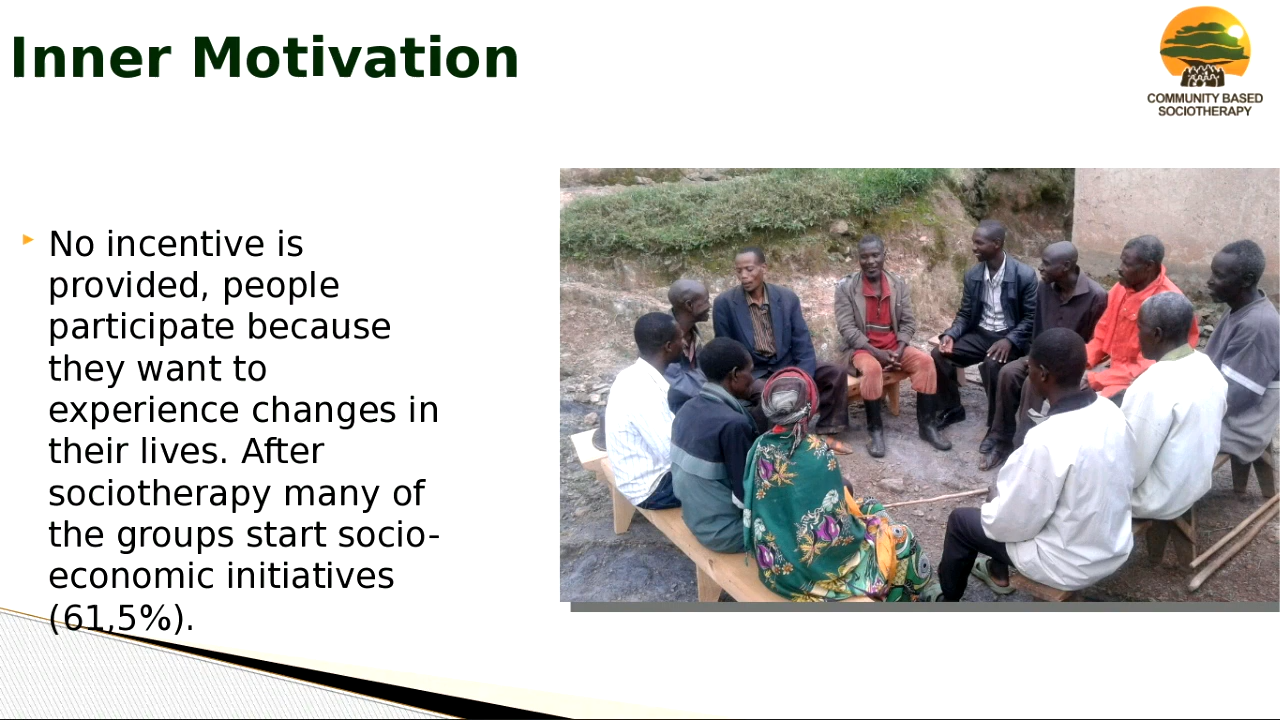 Inner Motivation
COMMUNITY BASED
SOCIOTHERAPY
No incentive is
provided, people
participate because
they want to
experience changes in
their lives. After
sociotherapy many of
the groups start socio-
economic initiatives
(61,5%).